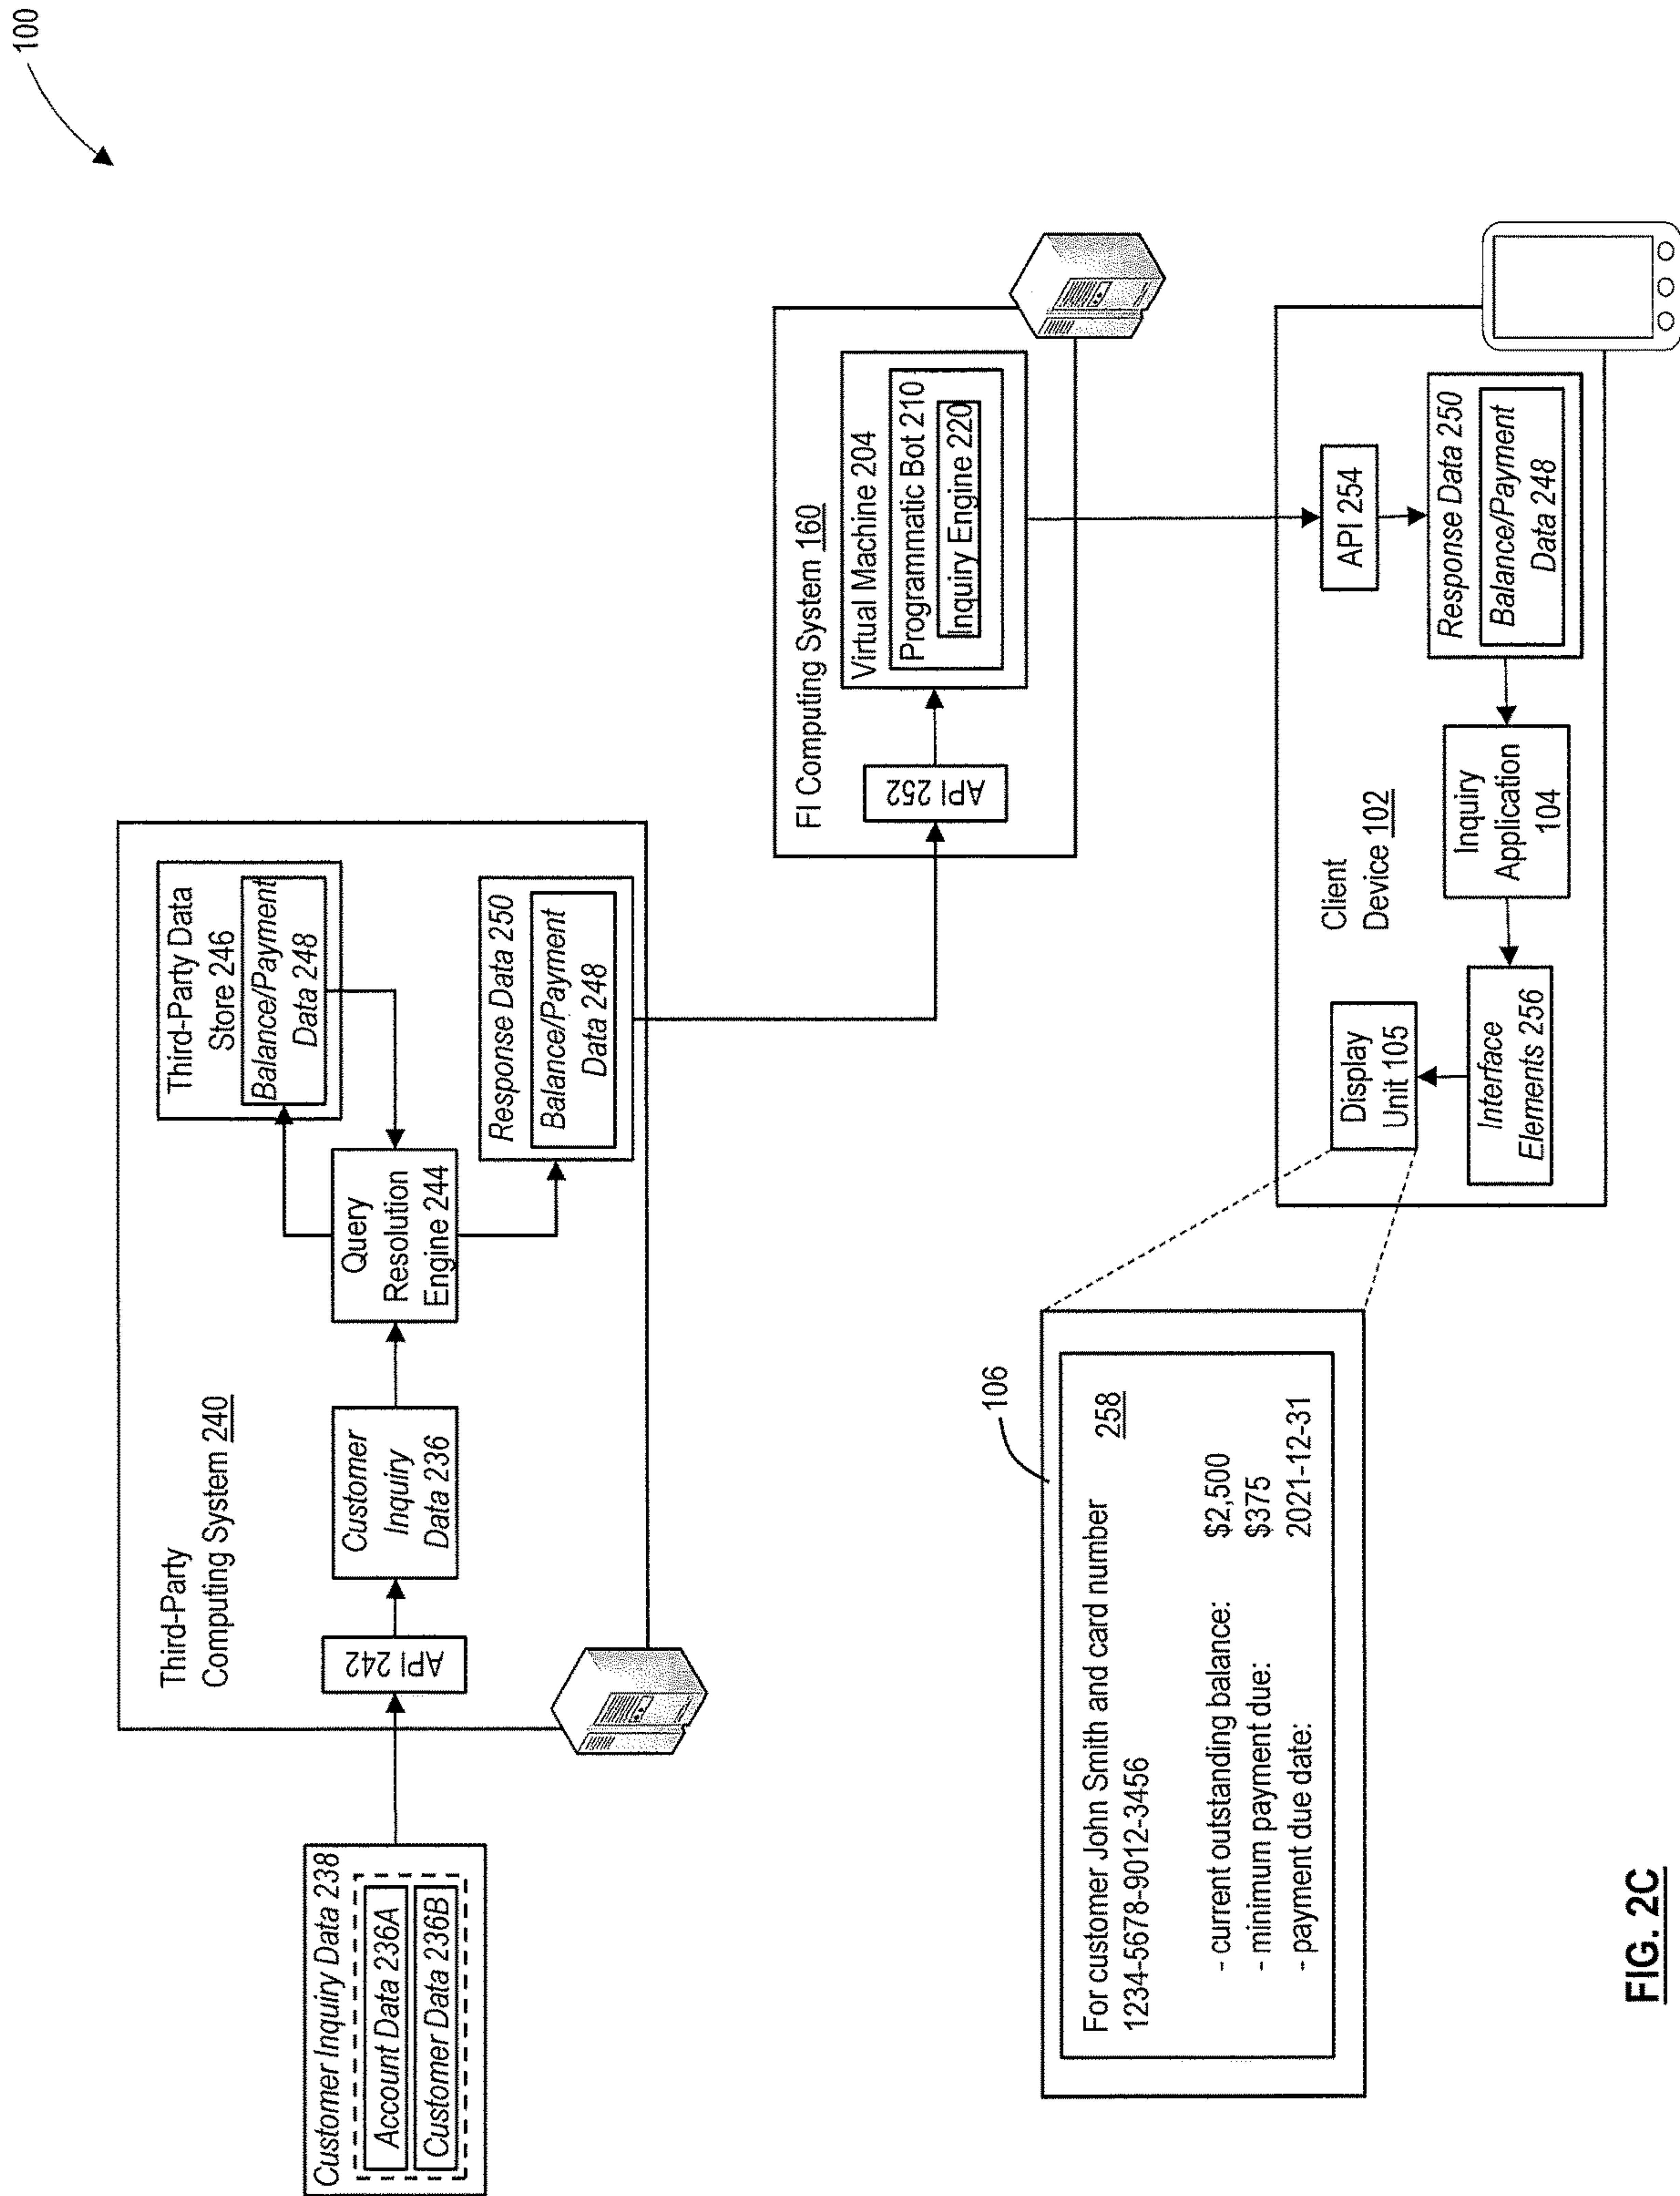 100
Customer Inquiry Data 238
Account Data 236A
Customer Data 236B
Third-Party
Computing System 240
API 242
Customer
Inquiry
Data 236
Query
Resolution
Engine 244
Third-Party Data
Store 246
Balance/Payment
Data 248
Response Data 250
Balance/Payment
Data 248
FI Computing System 160
API 252
Virtual Machine 204
Programmatic Bot 210
Inquiry Engine 220
Client
Device 102
API 254
Response Data 250
Balance/Payment
Data 248
Inquiry
Application
104
Interface
Elements 256
Display
Unit 105
106
For customer John Smith and card number
1234-5678-9012-3456
258
- current outstanding balance: $2,500
- minimum payment due: $375
- payment due date: 2021-12-31
FIG. 2C